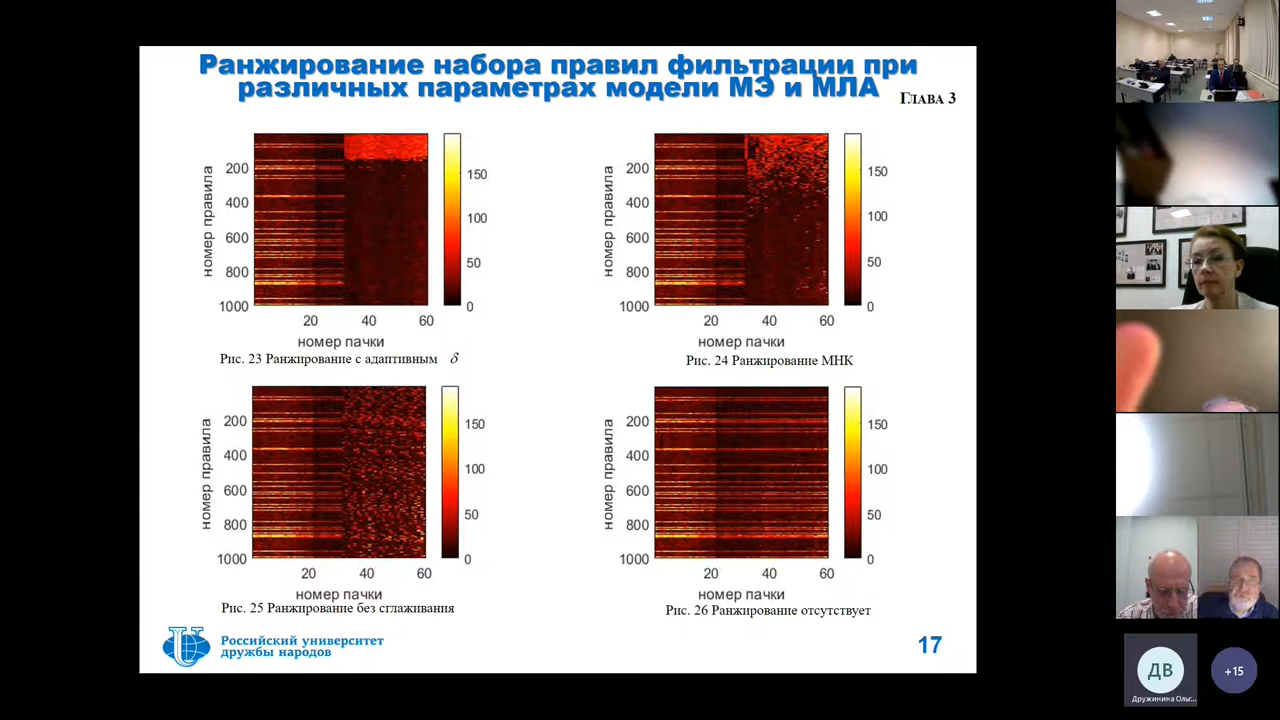 Ранжирование набора правил фильтрации при
различных параметрах модели МЭ и МЛА
Глава 3
номер правила
200
400
600
800
1000
20
40
60
номер пачки
150
100
50
0
Рис. 23 Ранжирование с адаптивным δ
номер правила
200
400
600
800
1000
20
40
60
номер пачки
150
100
50
0
Рис. 24 Ранжирование МНК
номер правила
200
400
600
800
1000
20
40
60
номер пачки
150
100
50
0
Рис. 25 Ранжирование без сглаживания
номер правила
200
400
600
800
1000
20
40
60
номер пачки
150
100
50
0
Рис. 26 Ранжирование отсутствует
Российский университет
дружбы народов
17
ДВ
Дружинина Ольг...
+15